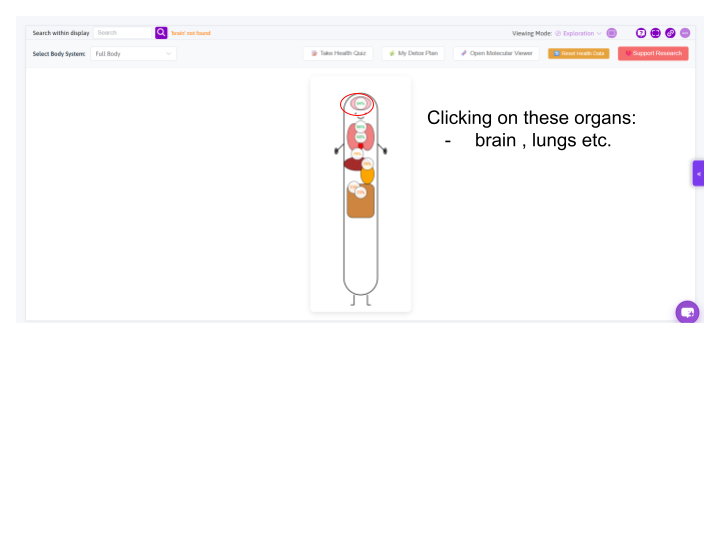 Search within display Search 'brain' not found Viewing Mode: Exploration
Select Body System: Full Body Take Health Quiz My Detox Plan Open Molecular Viewer Reset Health Data Support Research
Clicking on these organs:
- brain , lungs etc.